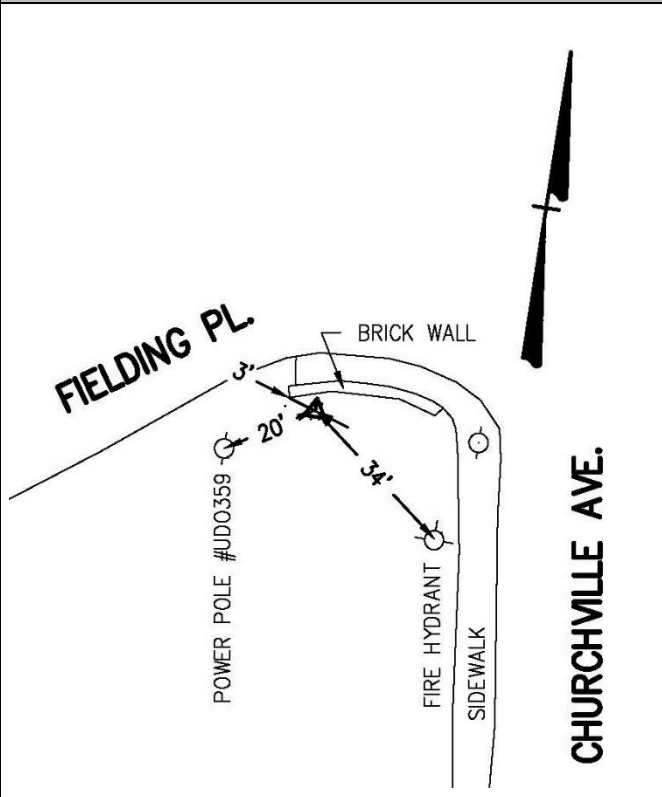 FIELDING PL.
BRICK WALL
3'
20'
34'
POWER POLE #UD0359
FIRE HYDRANT
SIDEWALK
CHURCHVILLE AVE.